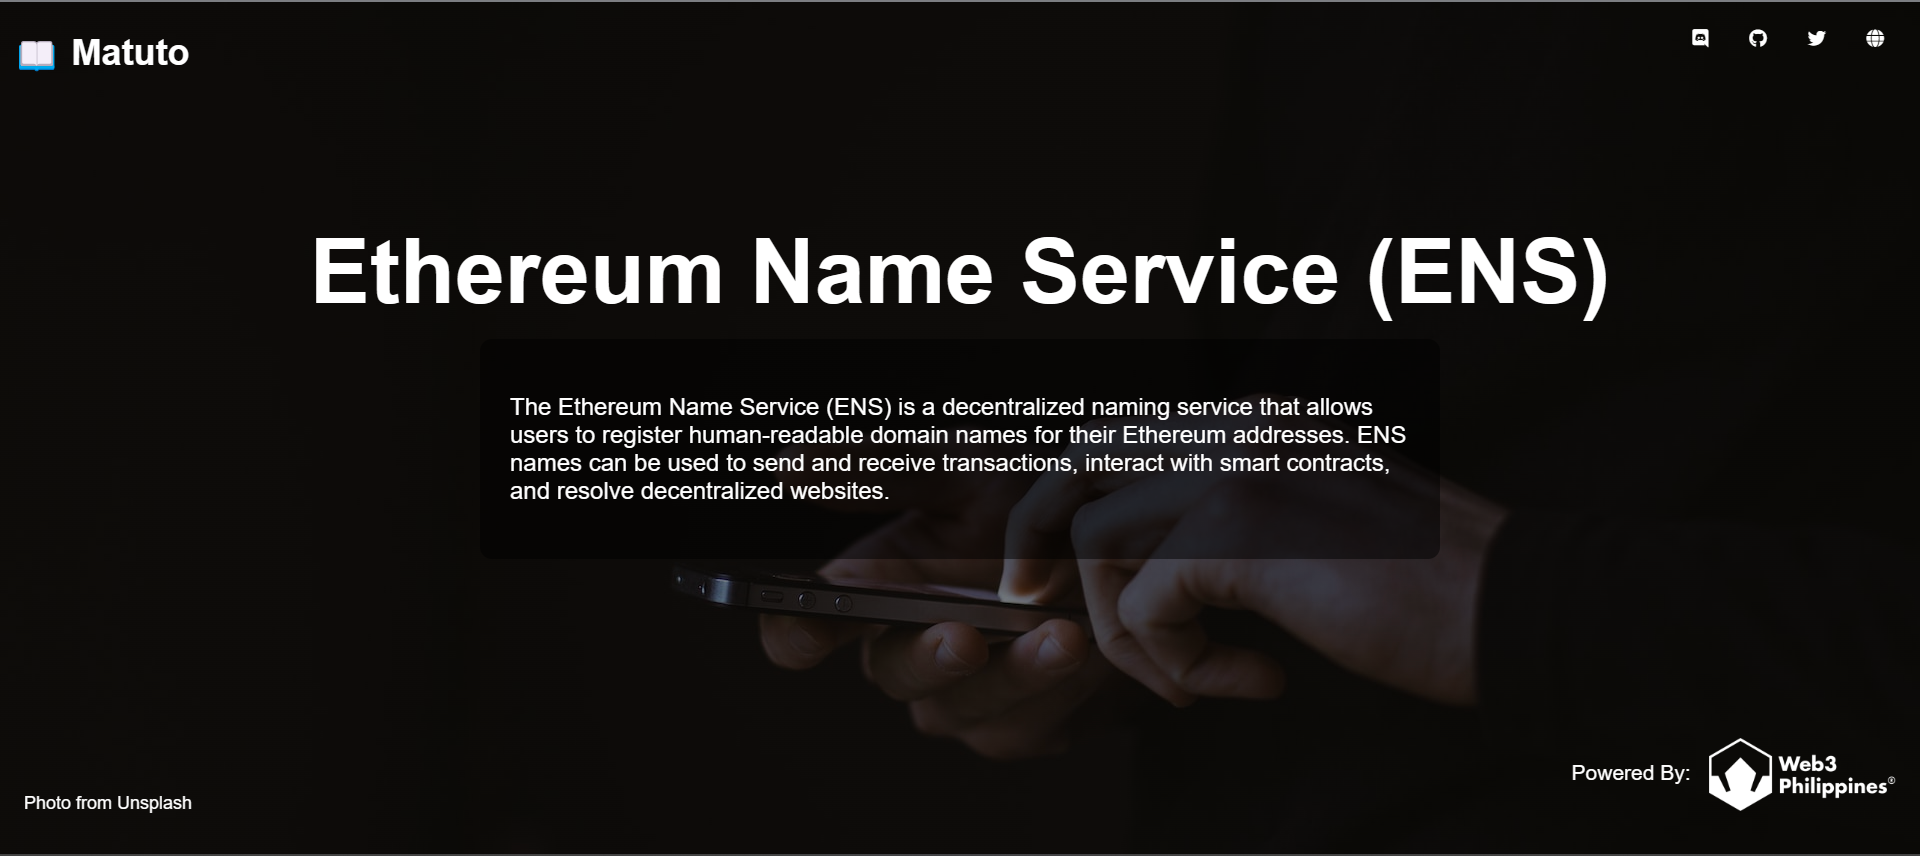 Matuto
Ethereum Name Service (ENS)
The Ethereum Name Service (ENS) is a decentralized naming service that allows
users to register human-readable domain names for their Ethereum addresses. ENS
names can be used to send and receive transactions, interact with smart contracts,
and resolve decentralized websites.
Powered By:
Web3
Philippines®
Photo from Unsplash